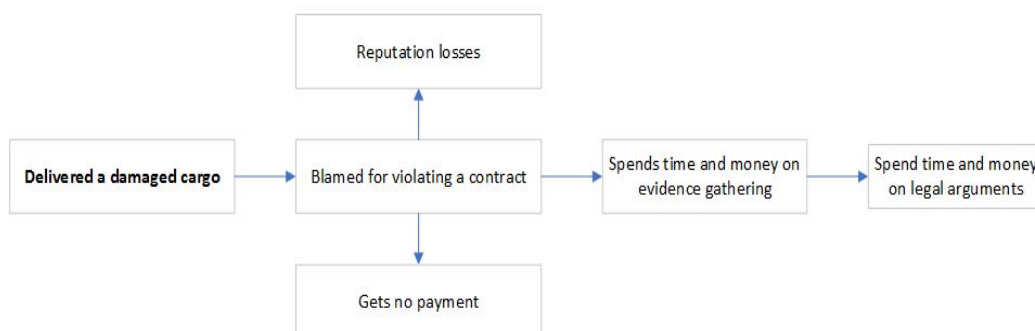 Reputation losses
Delivered a damaged cargo
Blamed for violating a contract
Spends time and money on
evidence gathering
Spend time and money
on legal arguments
Gets no payment